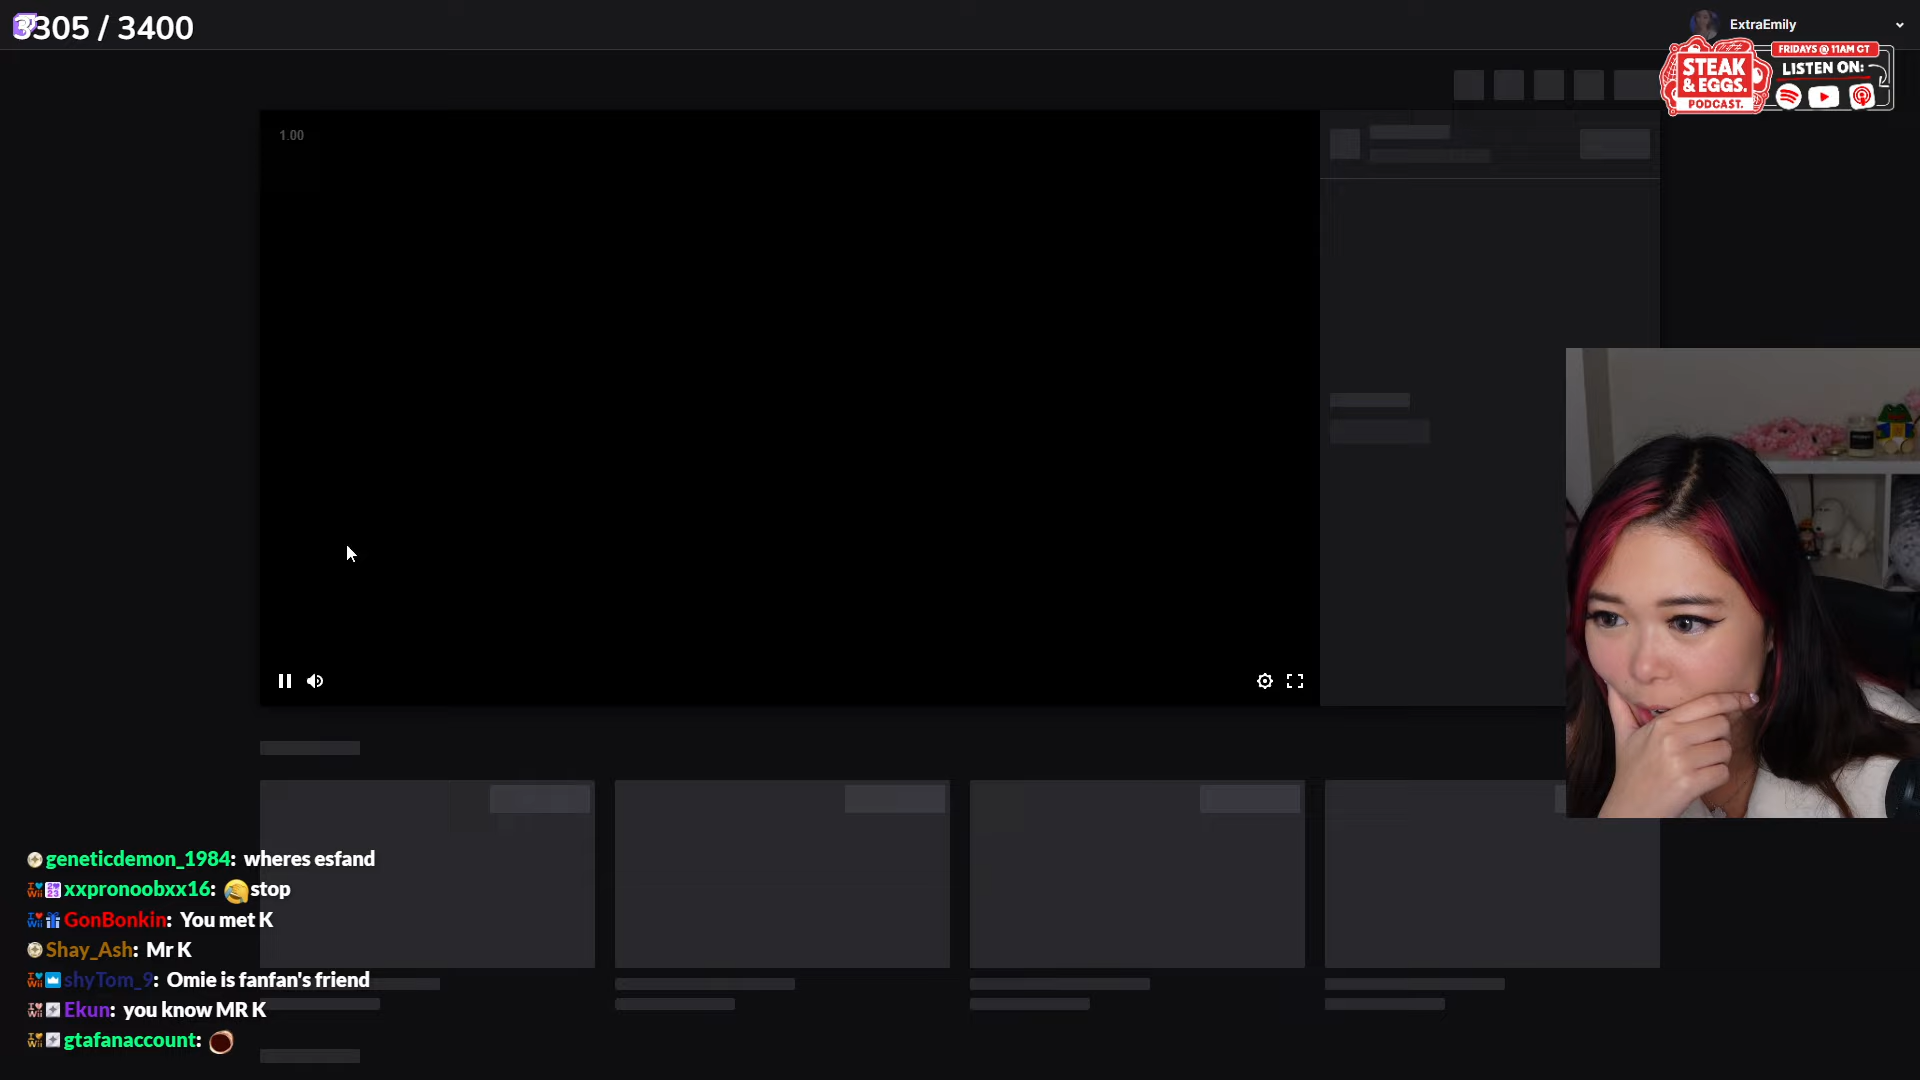 3305 / 3400
ExtraEmily
FRIDAYS @ 11AM CT
STEAK
& EGGS.
PODCAST.
LISTEN ON:
1.00
geneticdemon_1984: wheres esfand
xxpronoobxx16: stop
GonBonkin: You met K
Shay_Ash: Mr K
shyTom_9: Omie is fanfan's friend
Ekun: you know MR K
gtafanaccount: